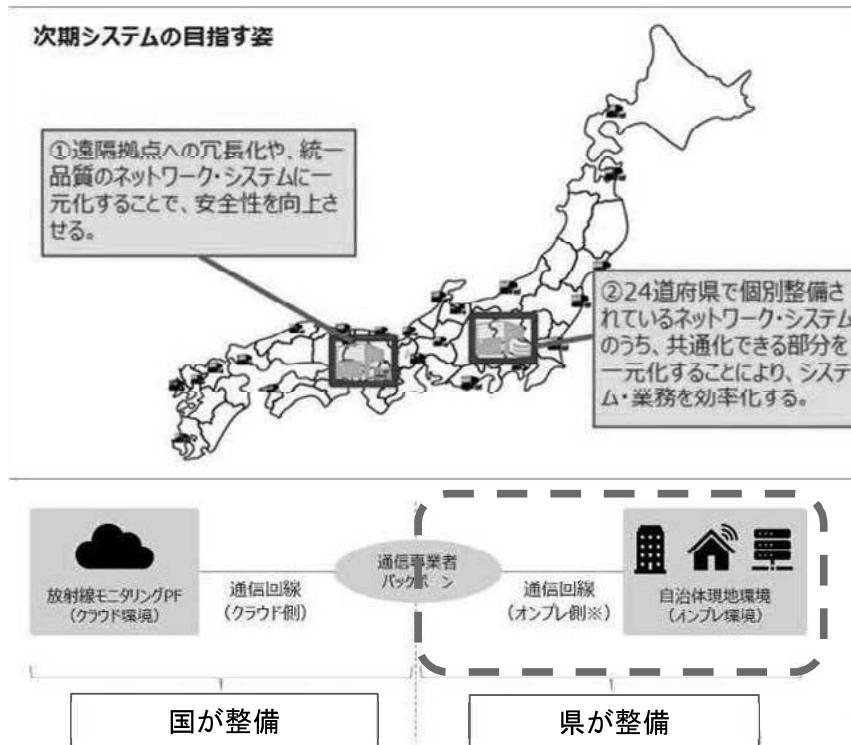 次期システムの目指す姿
①遠隔拠点への冗長化や、統一
品質のネットワーク・システムに一
元化することで、安全性を向上さ
せる。
②24道府県で個別整備さ
れているネットワーク・システム
のうち、共通化できる部分を
一元化することにより、システ
ム・業務を効率化する。
放射線モニタリングPF
(クラウド環境)
通信回線
(クラウド側)
通信事業者
バックボーン
通信回線
(オンプレ側※)
自治体現地環境
(オンプレ環境)
国が整備
県が整備